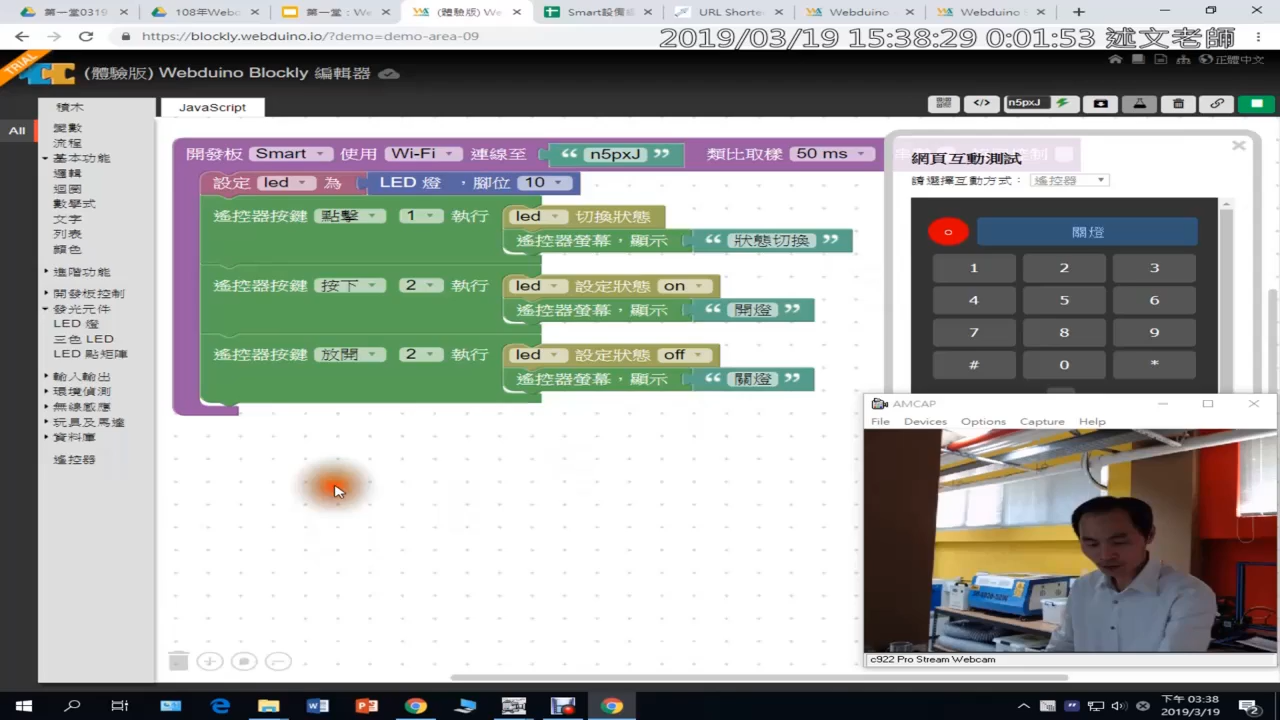 第一堂0319
108年Webc
第一堂：We
(體驗版) We
Smart設備
URL Shorte
Webduino
Webduino
https://blockly.webduino.io/?demo=demo-area-09
2019/03/19 15:38:29 0:01:53 述文老師
TRIAL
(體驗版) Webduino Blockly 編輯器
正體中文
積木
JavaScript
n5pxJ
All
變數
流程
基本功能
邏輯
迴圈
數學式
文字
列表
顏色
進階功能
開發板控制
發光元件
LED 燈
三色 LED
LED 點矩陣
輸入輸出
環境偵測
無線感應
玩具及馬達
資料庫
遙控器
開發板 Smart 使用 Wi-Fi 連線至 “ n5pxJ ” 類比取樣 50 ms
設定 led 為 LED 燈 ，腳位 10
遙控器按鍵 點擊 1 執行 led 切換狀態
遙控器螢幕，顯示 “ 狀態切換 ”
遙控器按鍵 按下 2 執行 led 設定狀態 on
遙控器螢幕，顯示 “ 開燈 ”
遙控器按鍵 放開 2 執行 led 設定狀態 off
遙控器螢幕，顯示 “ 關燈 ”
網頁互動測試
請選擇互動方式： 遙控器
關燈
1 2 3
4 5 6
7 8 9
# 0 *
AMCAP
File Devices Options Capture Help
c922 Pro Stream Webcam
下午 03:38
2019/3/19
2